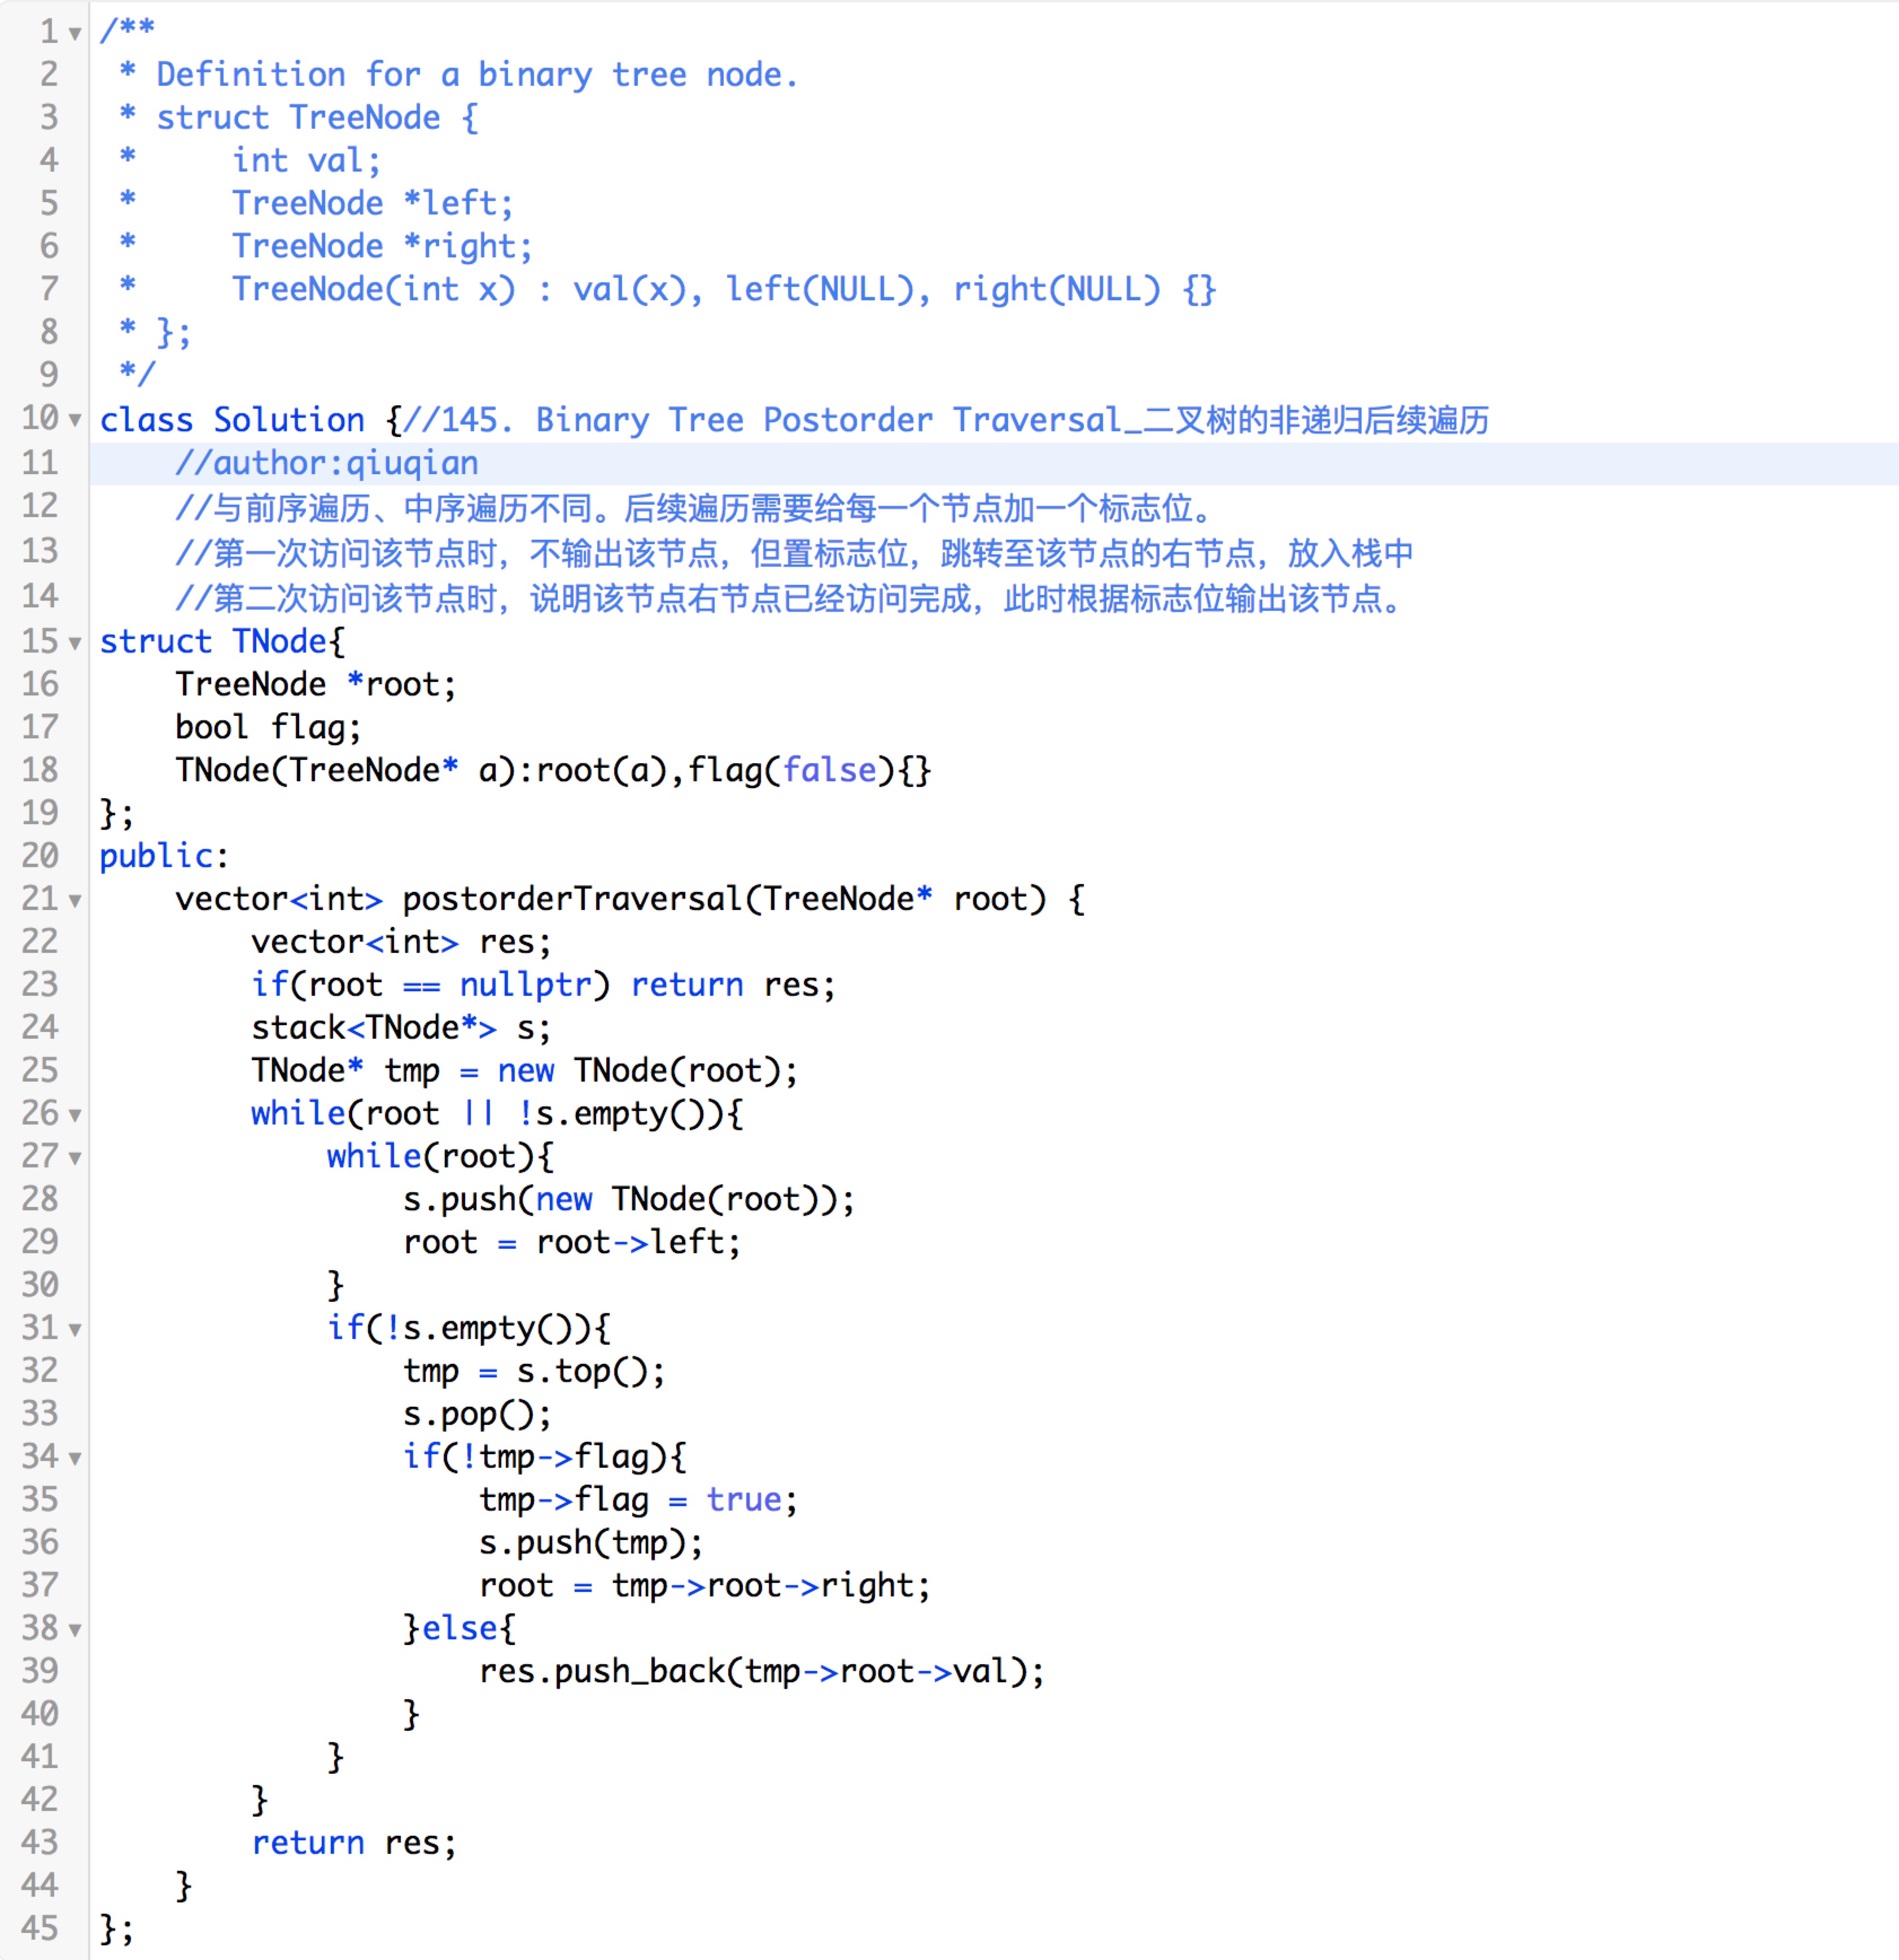 1 /**
2  * Definition for a binary tree node.
3  * struct TreeNode {
4  *     int val;
5  *     TreeNode *left;
6  *     TreeNode *right;
7  *     TreeNode(int x) : val(x), left(NULL), right(NULL) {}
8  * };
9  */
10 class Solution {//145. Binary Tree Postorder Traversal_二叉树的非递归后续遍历
11     //author:qiuqian
12     //与前序遍历、中序遍历不同。后续遍历需要给每一个节点加一个标志位。
13     //第一次访问该节点时，不输出该节点，但置标志位，跳转至该节点的右节点，放入栈中
14     //第二次访问该节点时，说明该节点右节点已经访问完成，此时根据标志位输出该节点。
15 struct TNode{
16     TreeNode *root;
17     bool flag;
18     TNode(TreeNode* a):root(a),flag(false){}
19 };
20 public:
21     vector<int> postorderTraversal(TreeNode* root) {
22         vector<int> res;
23         if(root == nullptr) return res;
24         stack<TNode*> s;
25         TNode* tmp = new TNode(root);
26         while(root || !s.empty()){
27             while(root){
28                 s.push(new TNode(root));
29                 root = root->left;
30             }
31             if(!s.empty()){
32                 tmp = s.top();
33                 s.pop();
34                 if(!tmp->flag){
35                     tmp->flag = true;
36                     s.push(tmp);
37                     root = tmp->root->right;
38                 }else{
39                     res.push_back(tmp->root->val);
40                 }
41             }
42         }
43         return res;
44     }
45 };